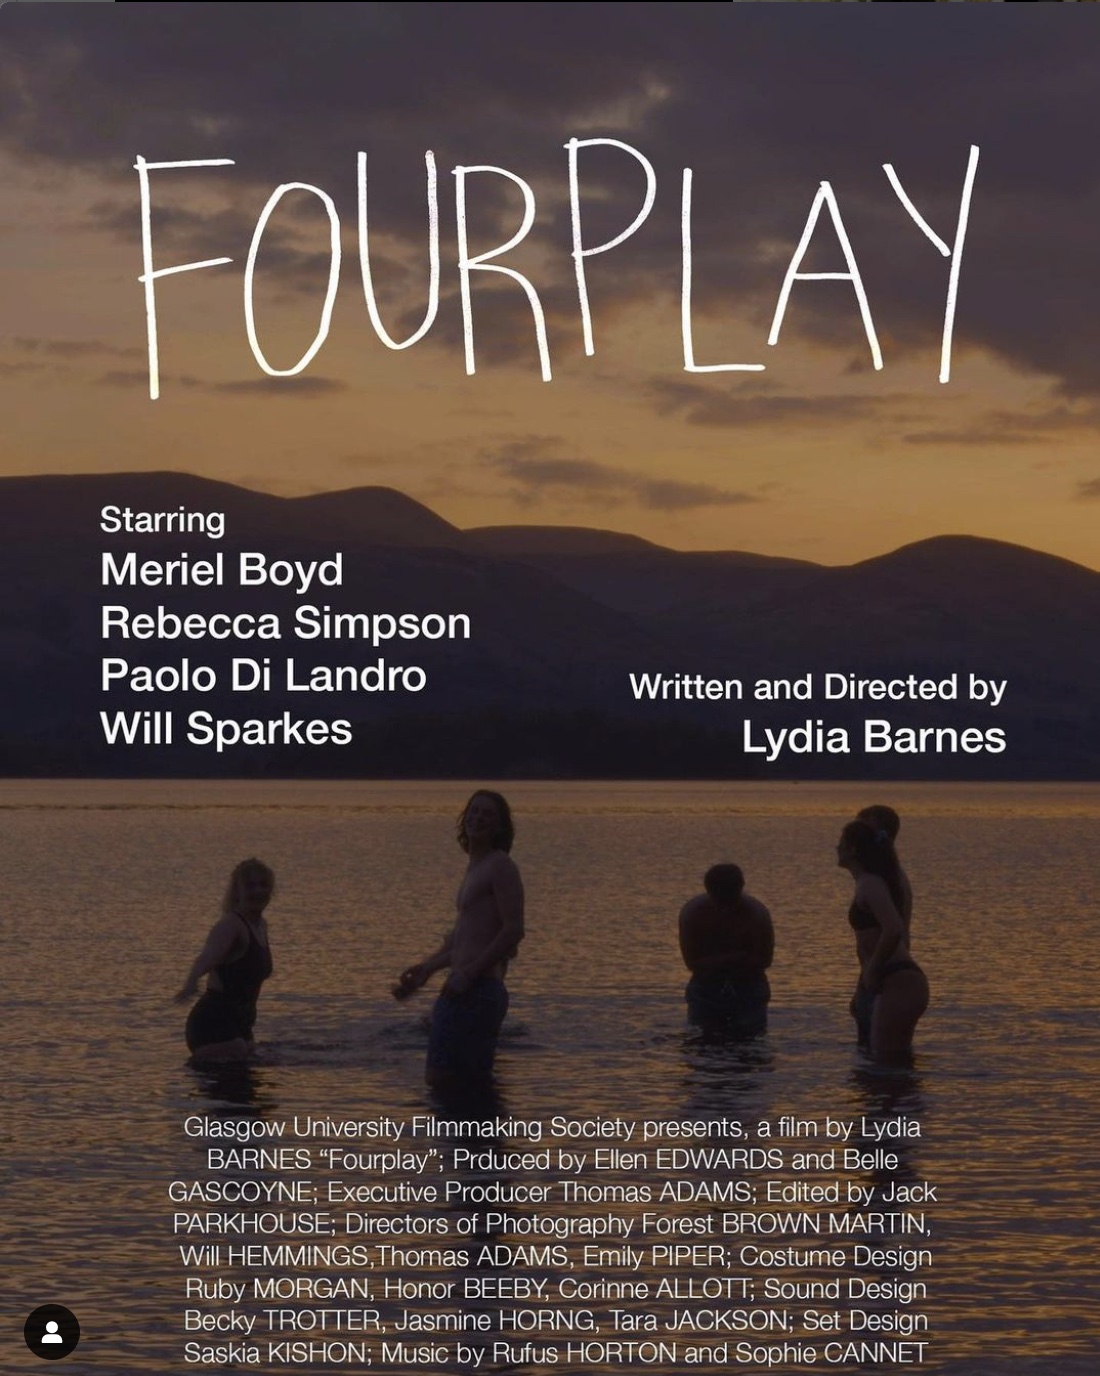 FOURPLAY
Starring
Meriel Boyd
Rebecca Simpson
Paolo Di Landro
Will Sparkes
Written and Directed by
Lydia Barnes
Glasgow University Filmmaking Society presents, a film by Lydia
BARNES “Fourplay”; Prduced by Ellen EDWARDS and Belle
GASCOYNE; Executive Producer Thomas ADAMS; Edited by Jack
PARKHOUSE; Directors of Photography Forest BROWN MARTIN,
Will HEMMINGS,Thomas ADAMS, Emily PIPER; Costume Design
Ruby MORGAN, Honor BEEBY, Corinne ALLOTT; Sound Design
Becky TROTTER, Jasmine HORNG, Tara JACKSON; Set Design
Saskia KISHON; Music by Rufus HORTON and Sophie CANNET